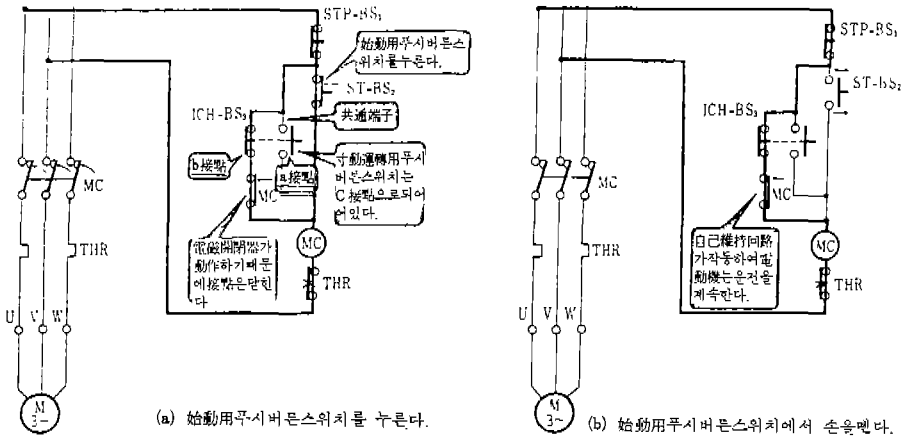 STP-BS₁
始動用푸시버튼스
위치를누른다.
ST-BS₂
ICH-BS₃
共通端子
b接點
a接點
寸動運轉用푸시
버튼스위치는
C接點으로되어
어있다.
MC
MC
電磁開閉器가
動作하기때문
에接點은닫힌
다
MC
THR
THR
U
V
W
M
3~
(a) 始動用푸시버튼스위치를 누른다.
STP-BS₁
ST-BS₂
ICH-BS₃
MC
MC
自己維持回路
가작동하여電
動機는운전을
계속한다.
MC
THR
THR
U
V
W
M
3~
(b) 始動用푸시버튼스위치에서 손을뗀다.